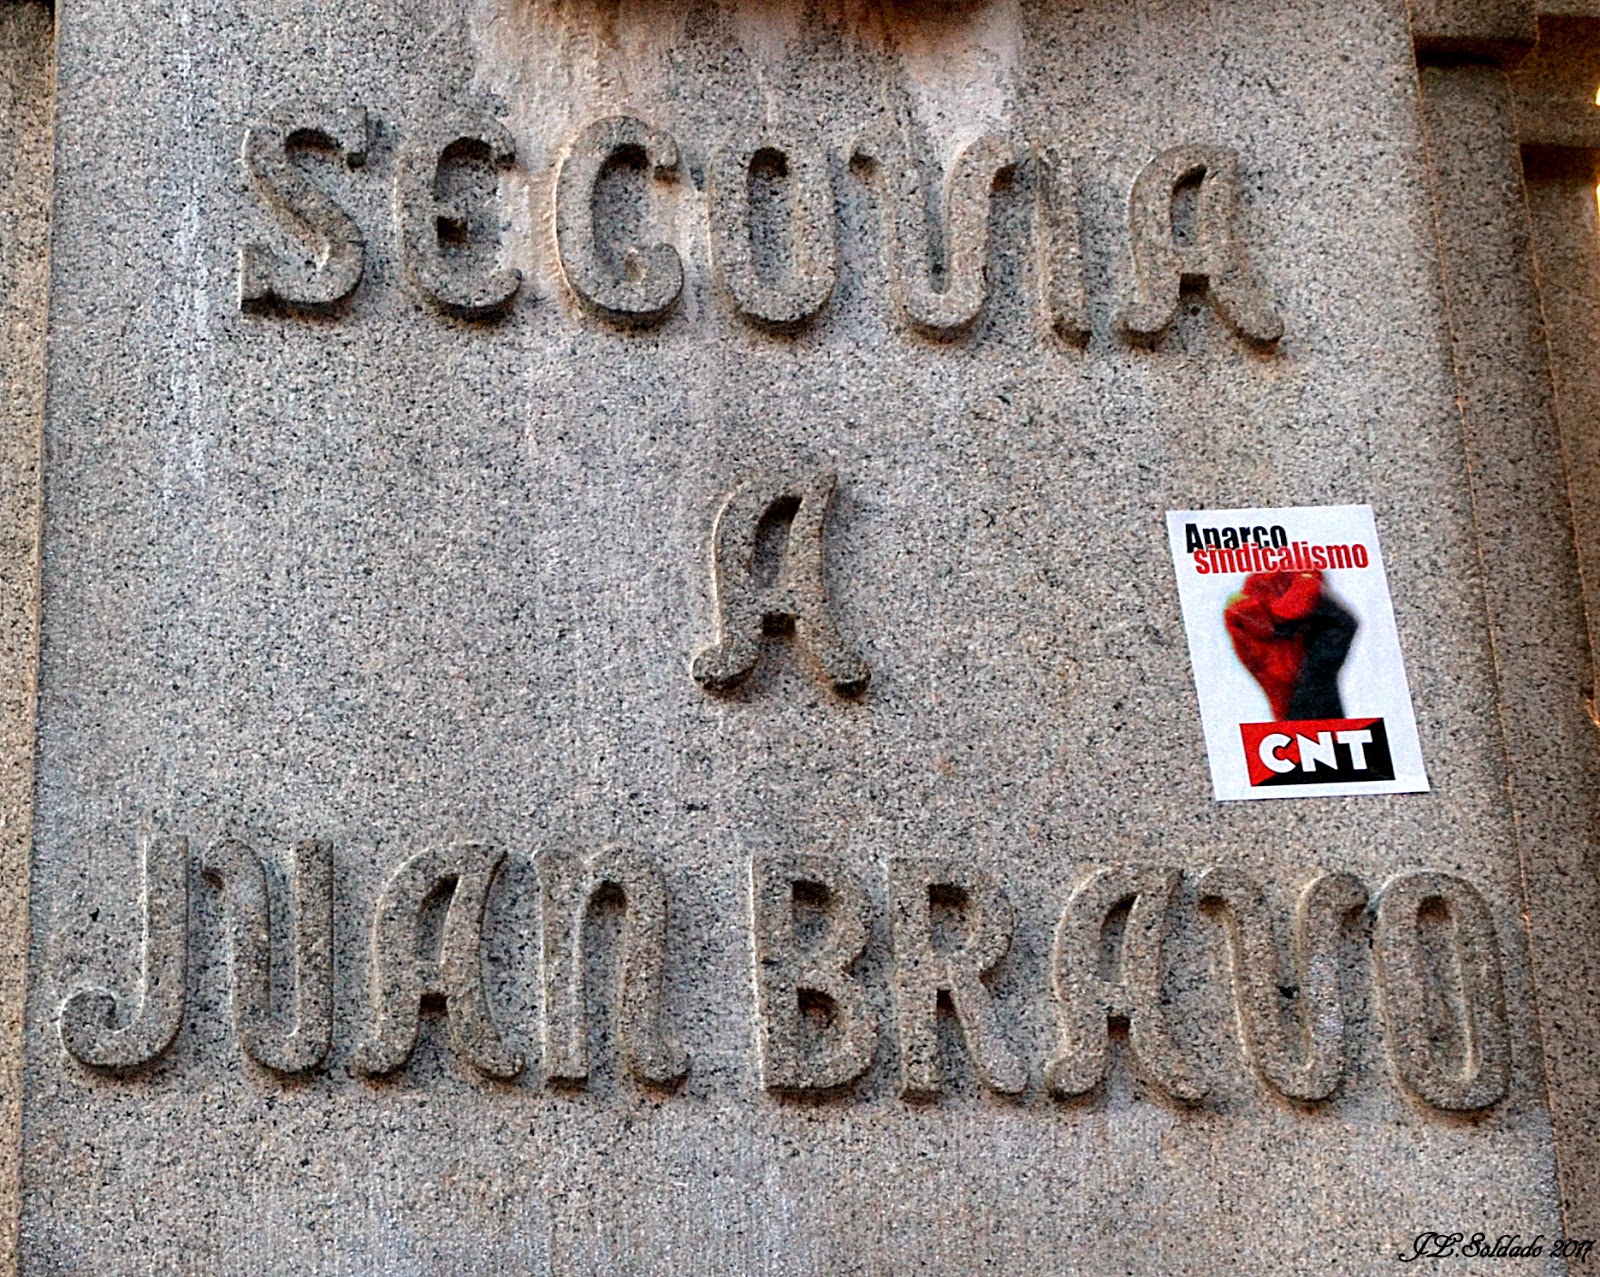 SEGOVIA
A
Anarco
sindicalismo
CNT
JUAN BRAVO
J.L.Soldado 2017